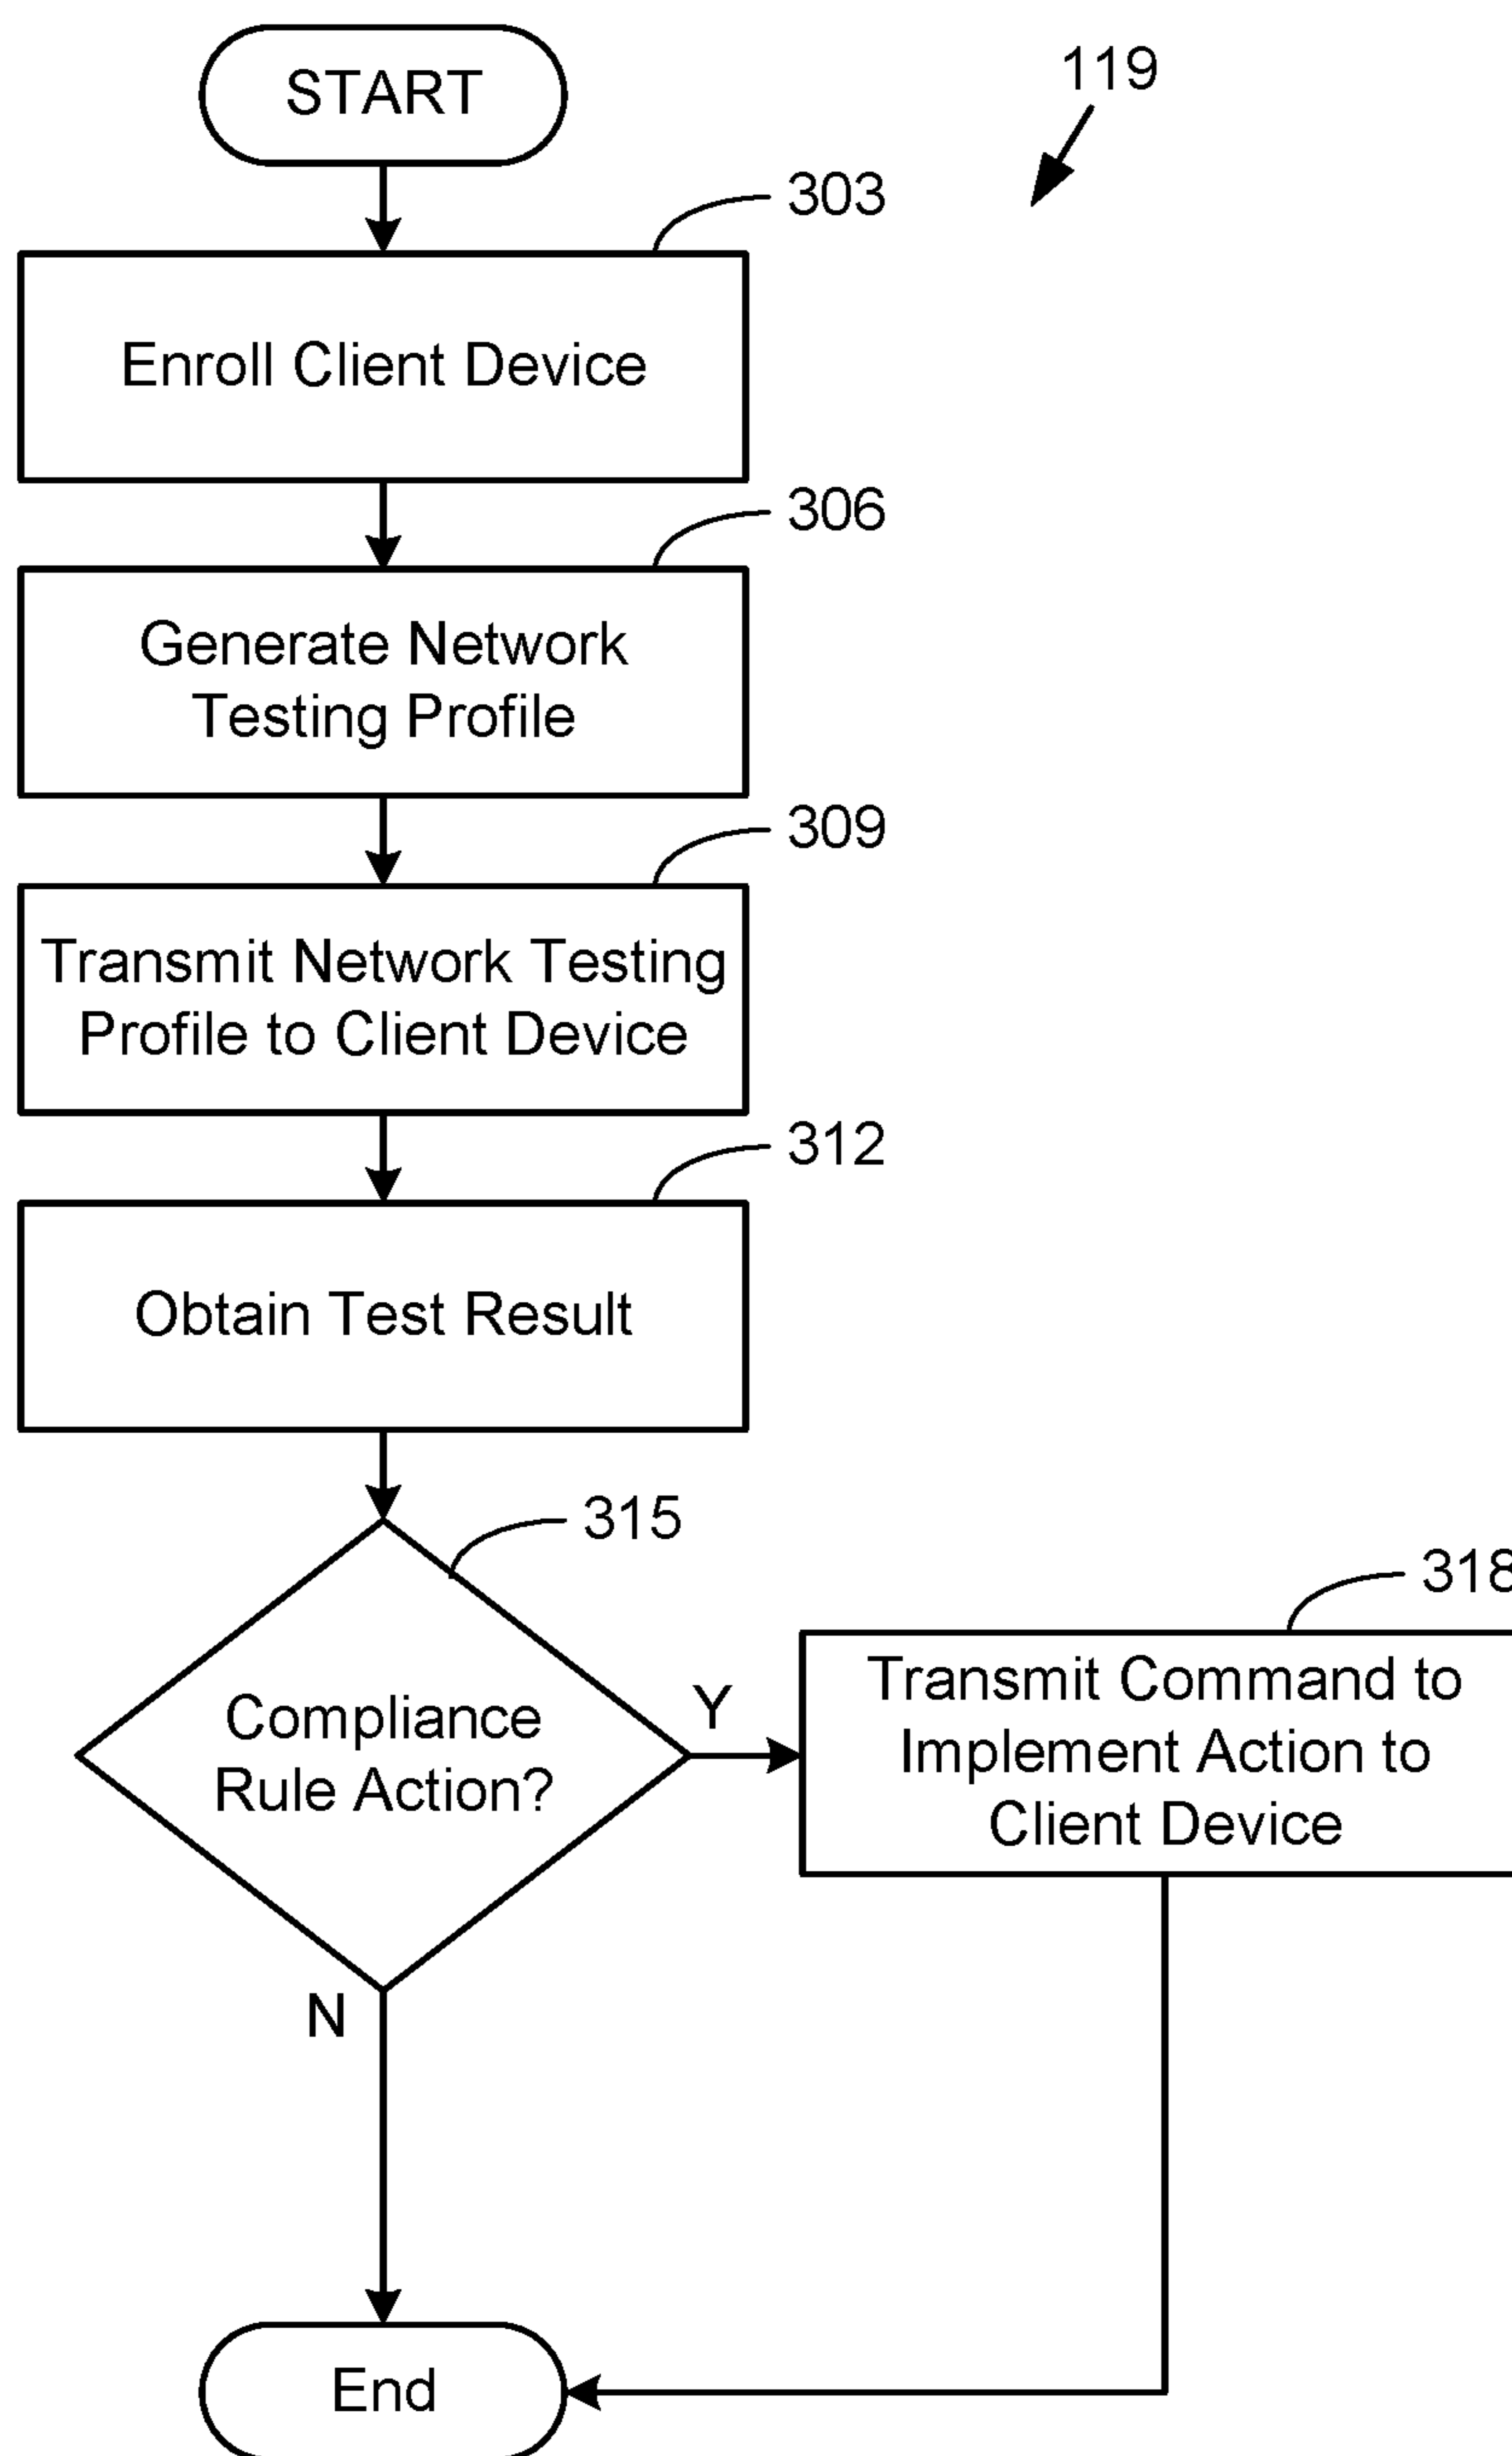 START
119
303
Enroll Client Device
306
Generate Network
Testing Profile
309
Transmit Network Testing
Profile to Client Device
312
Obtain Test Result
315
Compliance
Rule Action?
Y
318
Transmit Command to
Implement Action to
Client Device
N
End